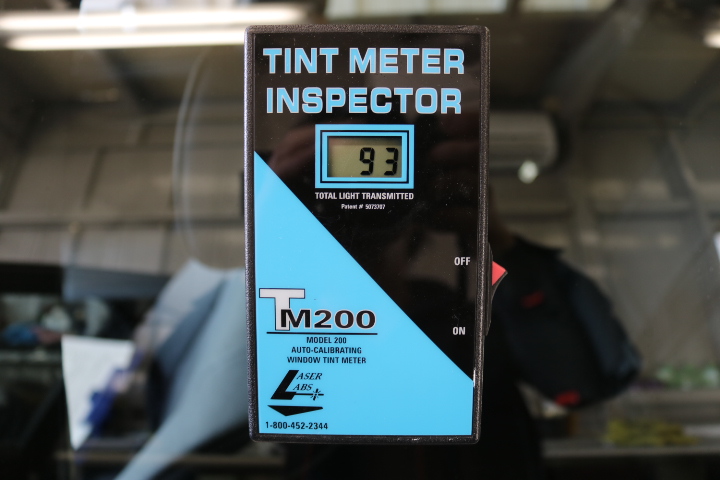 TINT METER
INSPECTOR
93
TOTAL LIGHT TRANSMITTED
Patent # 5073707
OFF
ON
TM200
MODEL 200
AUTO-CALIBRATING
WINDOW TINT METER
LASER
LABS
1-800-452-2344